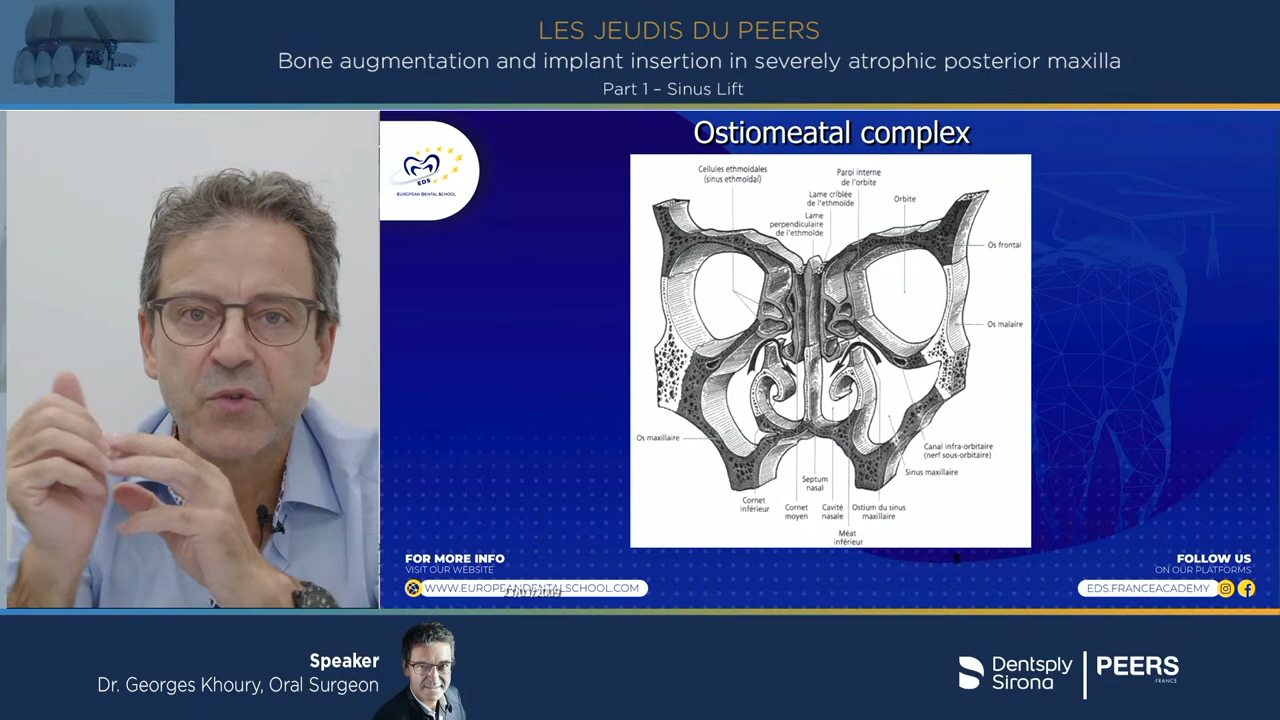 LES JEUDIS DU PEERS
Bone augmentation and implant insertion in severely atrophic posterior maxilla
Part 1 – Sinus Lift
EDS
EUROPEAN DENTAL SCHOOL
Ostiomeatal complex
Cellules ethmoïdales
(sinus ethmoïdal)
Paroi interne
de l'orbite
Lame criblée
de l'ethmoïde
Orbite
Lame
perpendiculaire
de l'ethmoïde
Os frontal
Os malaire
Os maxillaire
Canal infra-orbitaire
(nerf sous-orbitaire)
Sinus maxillaire
Septum
nasal
Cornet
inférieur
Cornet
moyen
Cavité
nasale
Ostium du sinus
maxillaire
Méat
inférieur
FOR MORE INFO
VISIT OUR WEBSITE
WWW.EUROPEANDENTALSCHOOL.COM
FOLLOW US
ON OUR PLATFORMS
EDS.FRANCEACADEMY
Speaker
Dr. Georges Khoury, Oral Surgeon
Dentsply
Sirona
PEERS
FRANCE